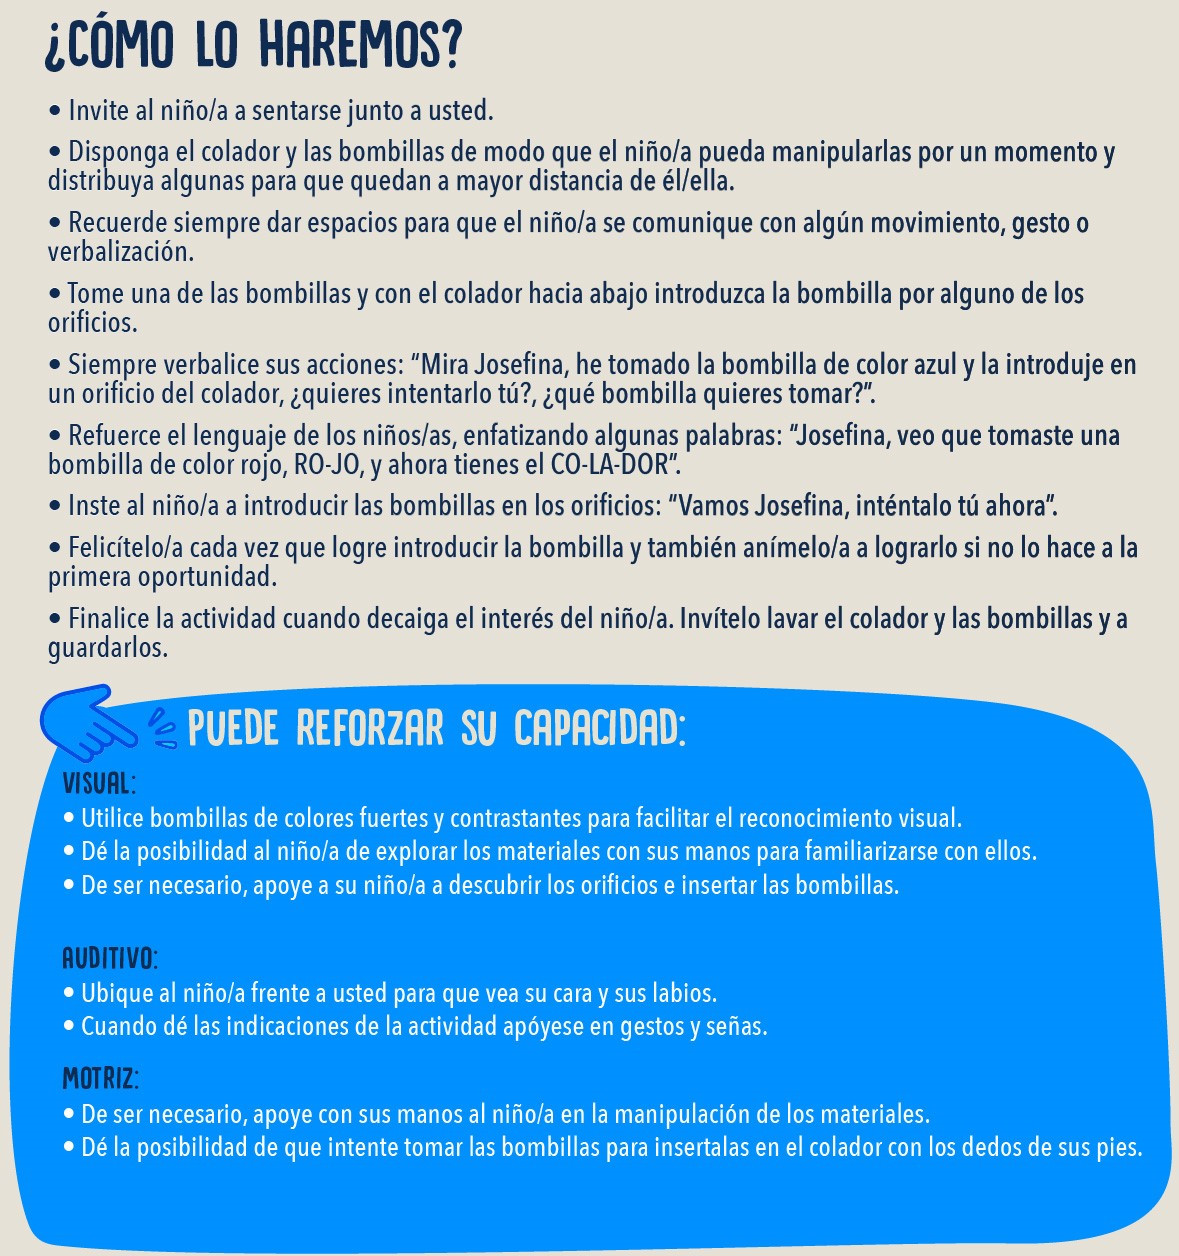 ¿CÓMO LO HAREMOS?
• Invite al niño/a a sentarse junto a usted.
• Disponga el colador y las bombillas de modo que el niño/a pueda manipularlas por un momento y
distribuya algunas para que quedan a mayor distancia de él/ella.
• Recuerde siempre dar espacios para que el niño/a se comunique con algún movimiento, gesto o
verbalización.
• Tome una de las bombillas y con el colador hacia abajo introduzca la bombilla por alguno de los
orificios.
• Siempre verbalice sus acciones: “Mira Josefina, he tomado la bombilla de color azul y la introduje en
un orificio del colador, ¿quieres intentarlo tú?, ¿qué bombilla quieres tomar?”.
• Refuerce el lenguaje de los niños/as, enfatizando algunas palabras: “Josefina, veo que tomaste una
bombilla de color rojo, RO-JO, y ahora tienes el CO-LA-DOR”.
• Inste al niño/a a introducir las bombillas en los orificios: “Vamos Josefina, inténtalo tú ahora”.
• Felicítelo/a cada vez que logre introducir la bombilla y también anímelo/a a lograrlo si no lo hace a la
primera oportunidad.
• Finalice la actividad cuando decaiga el interés del niño/a. Invítelo lavar el colador y las bombillas y a
guardarlos.
PUEDE REFORZAR SU CAPACIDAD:
VISUAL:
• Utilice bombillas de colores fuertes y contrastantes para facilitar el reconocimiento visual.
• Dé la posibilidad al niño/a de explorar los materiales con sus manos para familiarizarse con ellos.
• De ser necesario, apoye a su niño/a a descubrir los orificios e insertar las bombillas.
AUDITIVO:
• Ubique al niño/a frente a usted para que vea su cara y sus labios.
• Cuando dé las indicaciones de la actividad apóyese en gestos y señas.
MOTRIZ:
• De ser necesario, apoye con sus manos al niño/a en la manipulación de los materiales.
• Dé la posibilidad de que intente tomar las bombillas para insertalas en el colador con los dedos de sus pies.